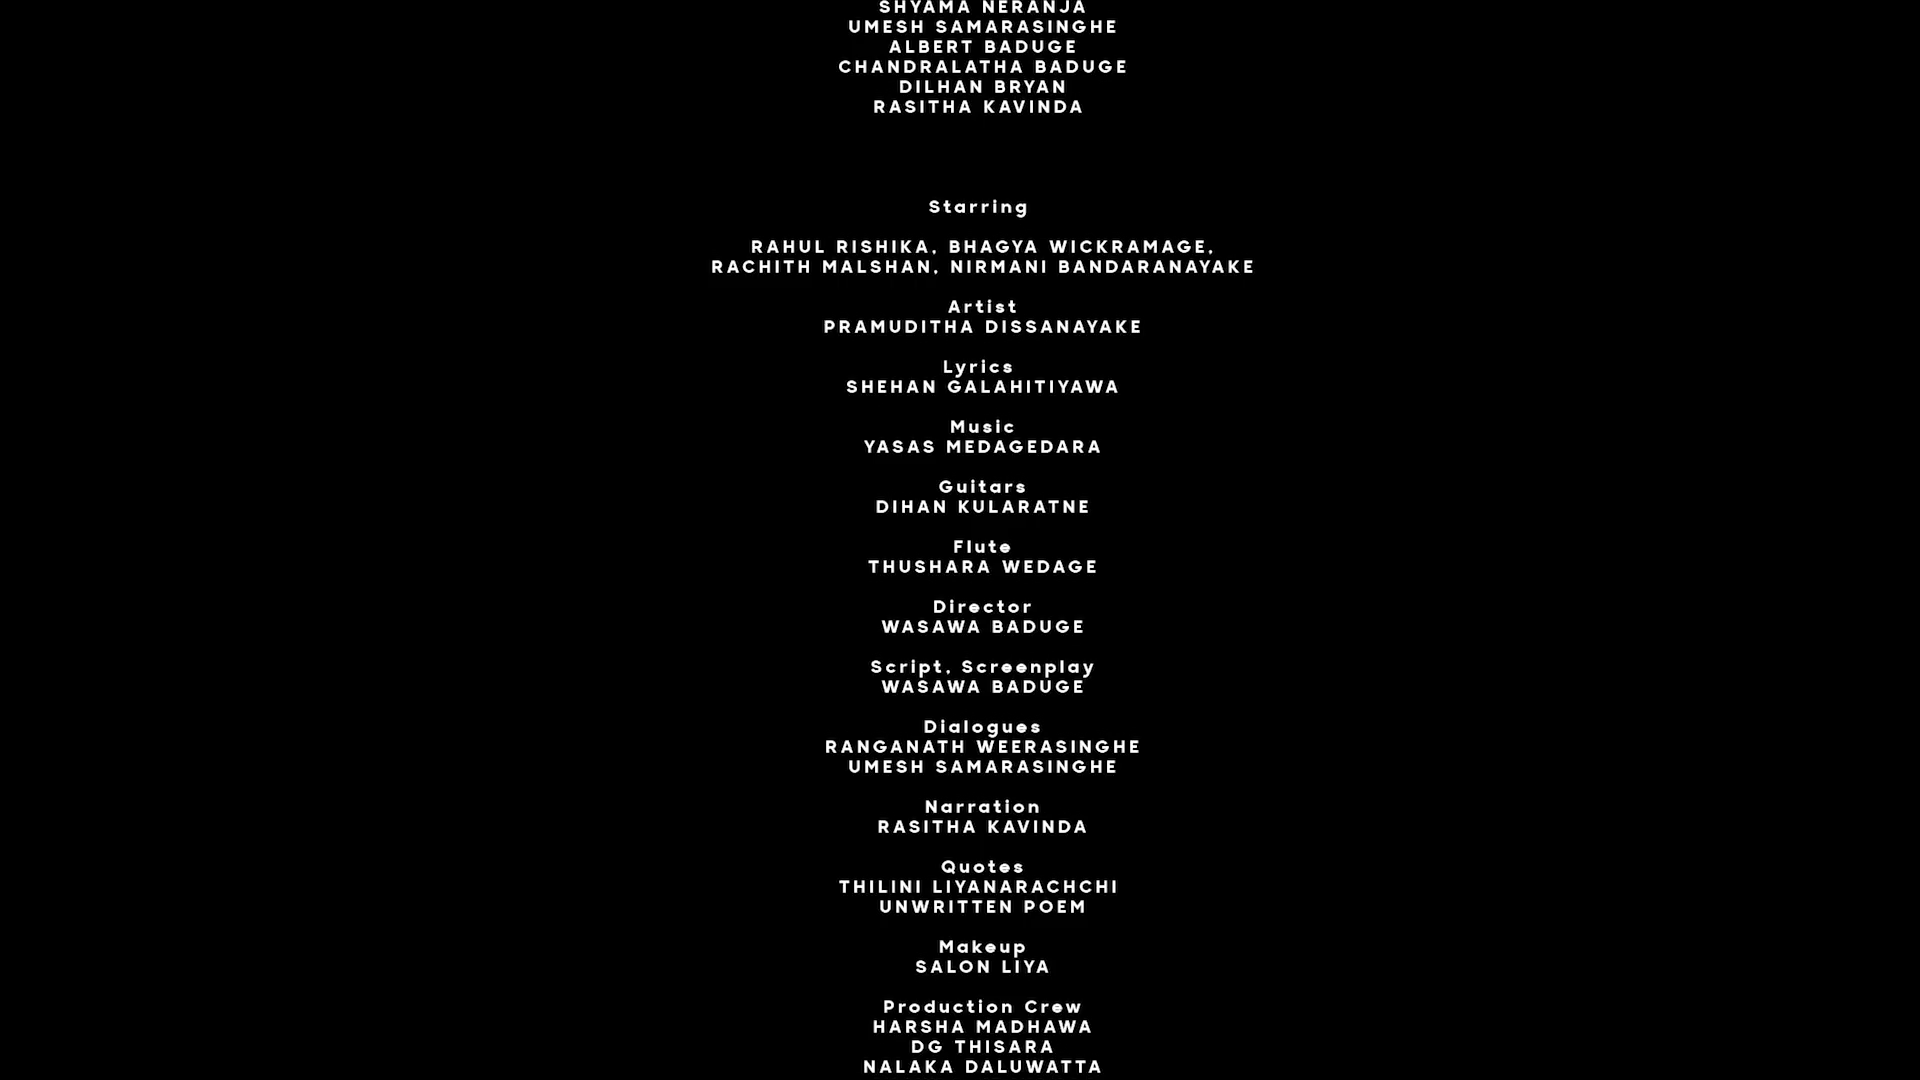 SHYAMA NERANJA
UMESH SAMARASINGHE
ALBERT BADUGE
CHANDRALATHA BADUGE
DILHAN BRYAN
RASITHA KAVINDA
Starring
RAHUL RISHIKA, BHAGYA WICKRAMAGE,
RACHITH MALSHAN, NIRMANI BANDARANAYAKE
Artist
PRAMUDITHA DISSANAYAKE
Lyrics
SHEHAN GALAHITIYAWA
Music
YASAS MEDAGEDARA
Guitars
DIHAN KULARATNE
Flute
THUSHARA WEDAGE
Director
WASAWA BADUGE
Script, Screenplay
WASAWA BADUGE
Dialogues
RANGANATH WEERASINGHE
UMESH SAMARASINGHE
Narration
RASITHA KAVINDA
Quotes
THILINI LIYANARACHCHI
UNWRITTEN POEM
Makeup
SALON LIYA
Production Crew
HARSHA MADHAWA
DG THISARA
NALAKA DALUWATTA